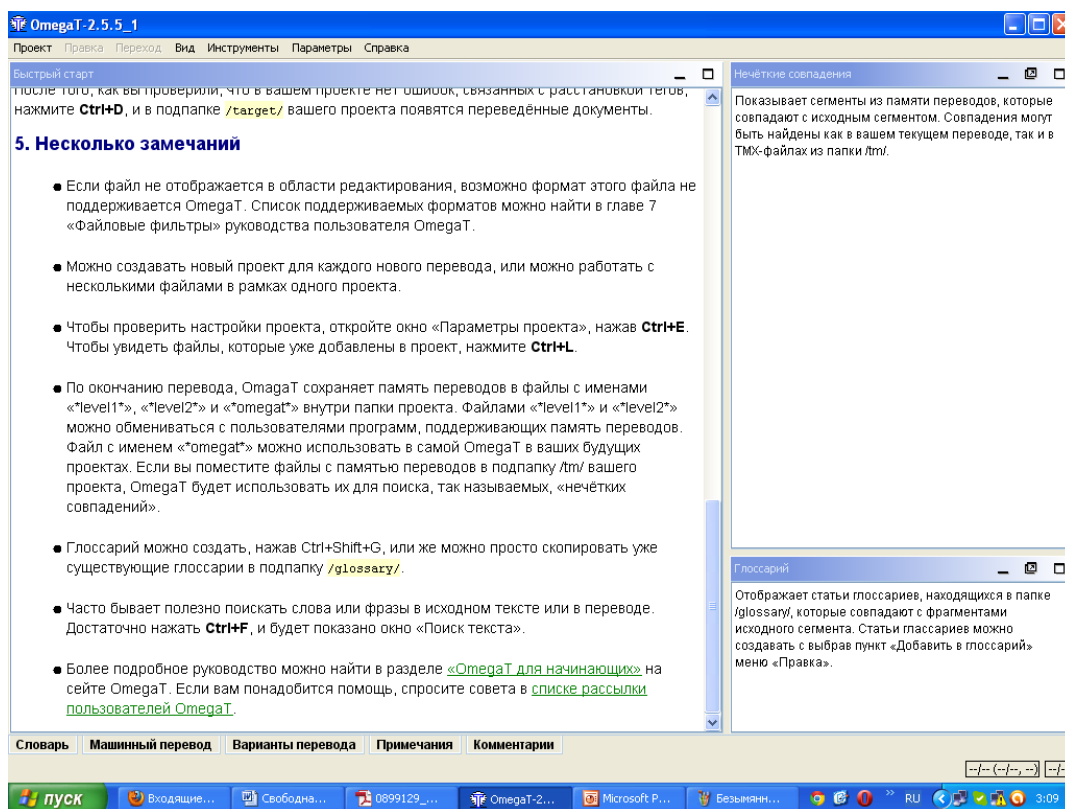 OmegaT-2.5.5_1
Проект Правка Переход Вид Инструменты Параметры Справка
Быстрый старт
После того, как вы проверили, что в вашем проекте нет ошибок, связанных с расстановкой тегов,
нажмите Ctrl+D, и в подпапке /target/ вашего проекта появятся переведённые документы.
5. Несколько замечаний
● Если файл не отображается в области редактирования, возможно формат этого файла не
поддерживается OmegaT. Список поддерживаемых форматов можно найти в главе 7
«Файловые фильтры» руководства пользователя OmegaT.
● Можно создавать новый проект для каждого нового перевода, или можно работать с
несколькими файлами в рамках одного проекта.
● Чтобы проверить настройки проекта, откройте окно «Параметры проекта», нажав Ctrl+E.
Чтобы увидеть файлы, которые уже добавлены в проект, нажмите Ctrl+L.
● По окончанию перевода, OmagaT сохраняет память переводов в файлы с именами
«*level1*», «*level2*» и «*omegat*» внутри папки проекта. Файлами «*level1*» и «*level2*»
можно обмениваться с пользователями программ, поддерживающих память переводов.
Файл с именем «*omegat*» можно использовать в самой OmegaT в ваших будущих
проектах. Если вы поместите файлы с памятью переводов в подпапку /tm/ вашего
проекта, OmegaT будет использовать их для поиска, так называемых, «нечётких
совпадений».
● Глоссарий можно создать, нажав Ctrl+Shift+G, или же можно просто скопировать уже
существующие глоссарии в подпапку /glossary/.
● Часто бывает полезно поискать слова или фразы в исходном тексте или в переводе.
Достаточно нажать Ctrl+F, и будет показано окно «Поиск текста».
● Более подробное руководство можно найти в разделе «OmegaT для начинающих» на
сейте OmegaT. Если вам понадобится помощь, спросите совета в списке рассылки
пользователей OmegaT.
Нечёткие совпадения
Показывает сегменты из памяти переводов, которые
совпадают с исходным сегментом. Совпадения могут
быть найдены как в вашем текущем переводе, так и в
TMX-файлах из папки /tm/.
Глоссарий
Отображает статьи глоссариев, находящихся в папке
/glossary/, которые совпадают с фрагментами
исходного сегмента. Статьи глассариев можно
создавать с выбрав пункт «Добавить в глоссарий»
меню «Правка».
Словарь Машинный перевод Варианты перевода Примечания Комментарии
--/-- (--/--, --) --/-
пуск Входящие... Свободна... 0899129_... OmegaT-2... Microsoft P... Безымянн... » RU 3:09